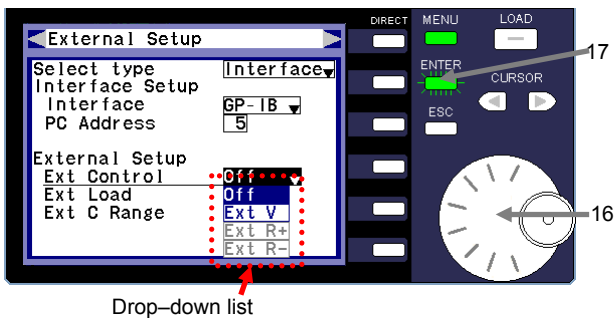 DIRECT MENU LOAD
External Setup
17
Select type Interface
ENTER
Interface Setup
CURSOR
Interface GP-IB
PC Address 5
ESC
External Setup
Ext Control Off
Ext Load Off
Ext C Range Ext V
16
Ext R+
Ext R-
Drop–down list